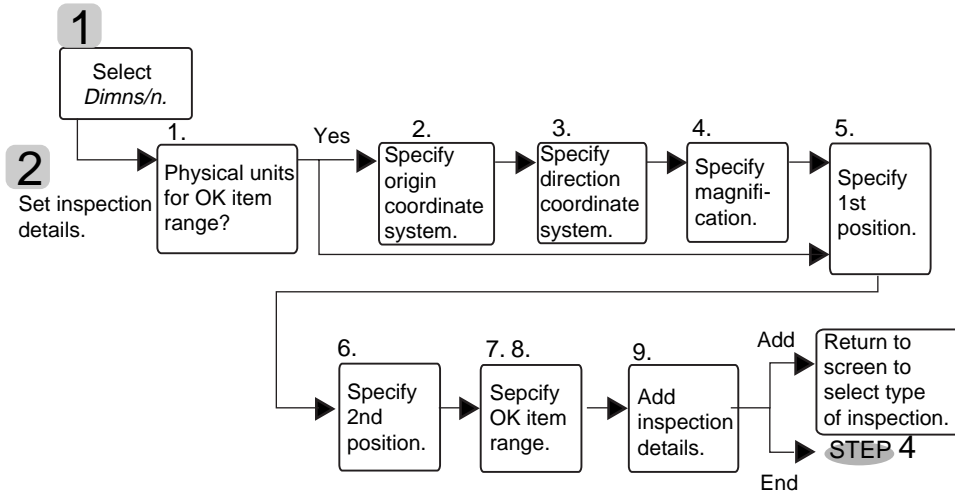 1
Select
Dimns/n.
2
Set inspection
details.
1.
Physical units
for OK item
range?
Yes
2.
Specify
origin
coordinate
system.
3.
Specify
direction
coordinate
system.
4.
Specify
magnifi-
cation.
5.
Specify
1st
position.
6.
Specify
2nd
position.
7. 8.
Sepcify
OK item
range.
9.
Add
inspection
details.
Add
Return to
screen to
select type
of inspection.
End
STEP 4